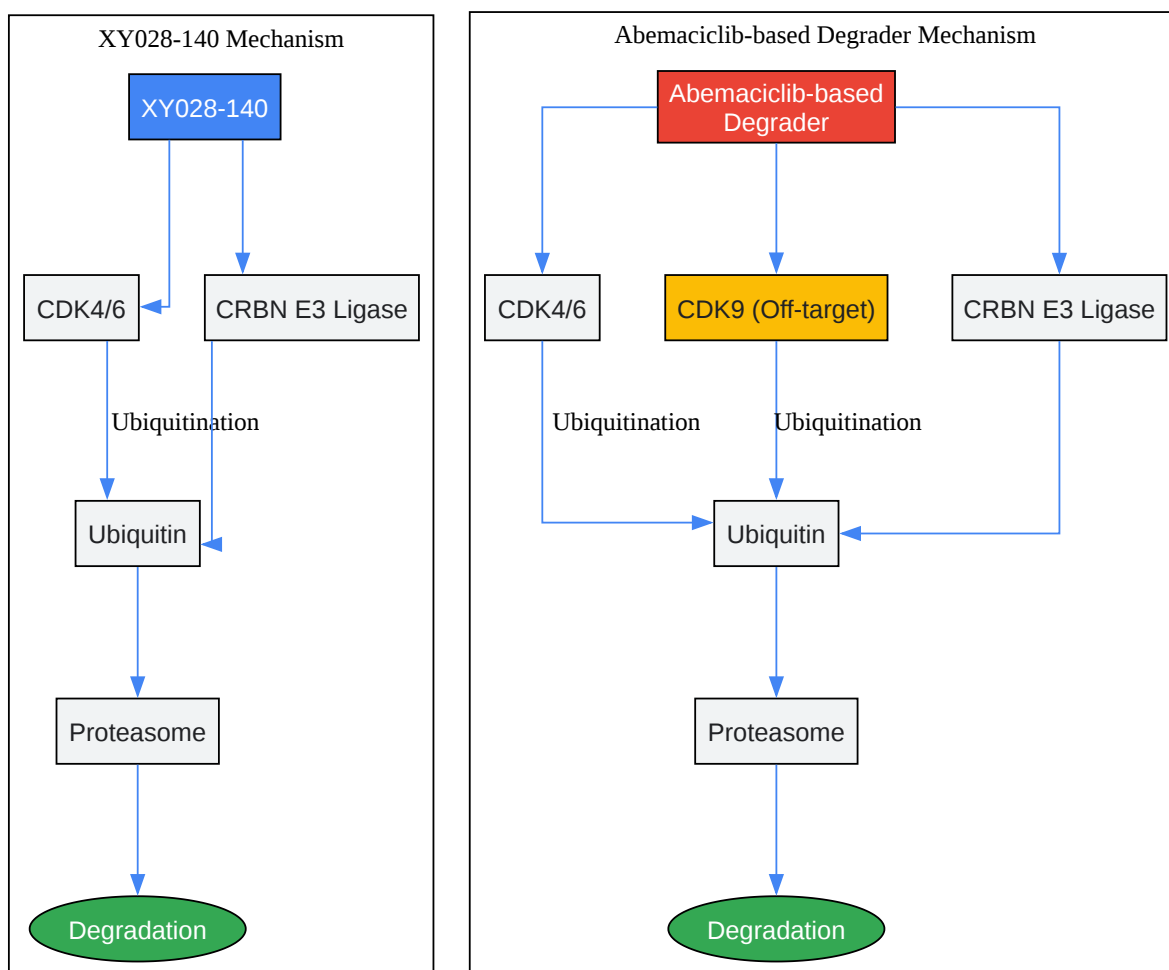 XY028-140 Mechanism
XY028-140
CDK4/6
CRBN E3 Ligase
Ubiquitination
Ubiquitin
Proteasome
Degradation
Abemaciclib-based Degrader Mechanism
Abemaciclib-based
Degrader
CDK4/6
CDK9 (Off-target)
CRBN E3 Ligase
Ubiquitination
Ubiquitination
Ubiquitin
Proteasome
Degradation